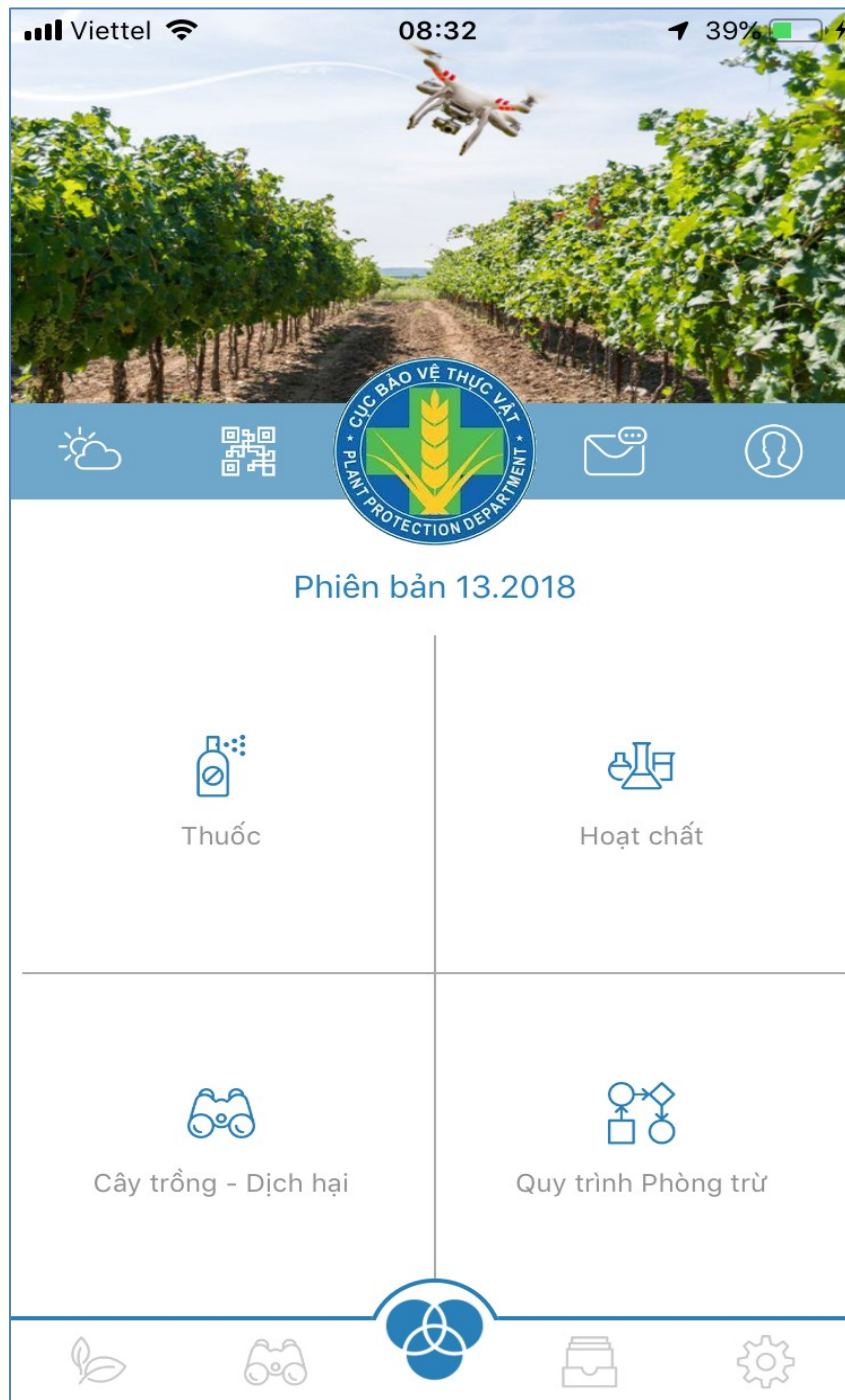 Viettel 08:32 39%
CỤC BẢO VỆ THỰC VẬT
PLANT PROTECTION DEPARTMENT
Phiên bản 13.2018
Thuốc Hoạt chất
Cây trồng - Dịch hại Quy trình Phòng trừ